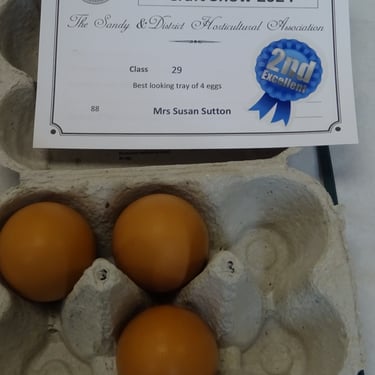 The Sandy & District Horticultural Association
Class 29
2nd
Excellent
Best looking tray of 4 eggs
88 Mrs Susan Sutton